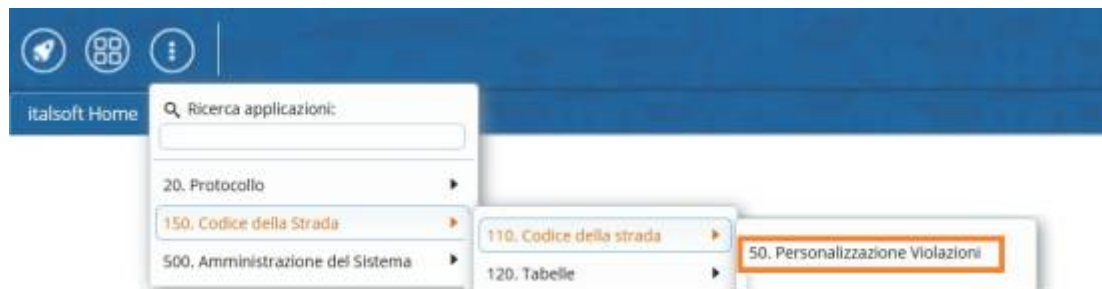 italsoft Home
Ricerca applicazioni:
20. Protocollo
150. Codice della Strada
500. Amministrazione del Sistema
110. Codice della strada
120. Tabelle
50. Personalizzazione Violazioni